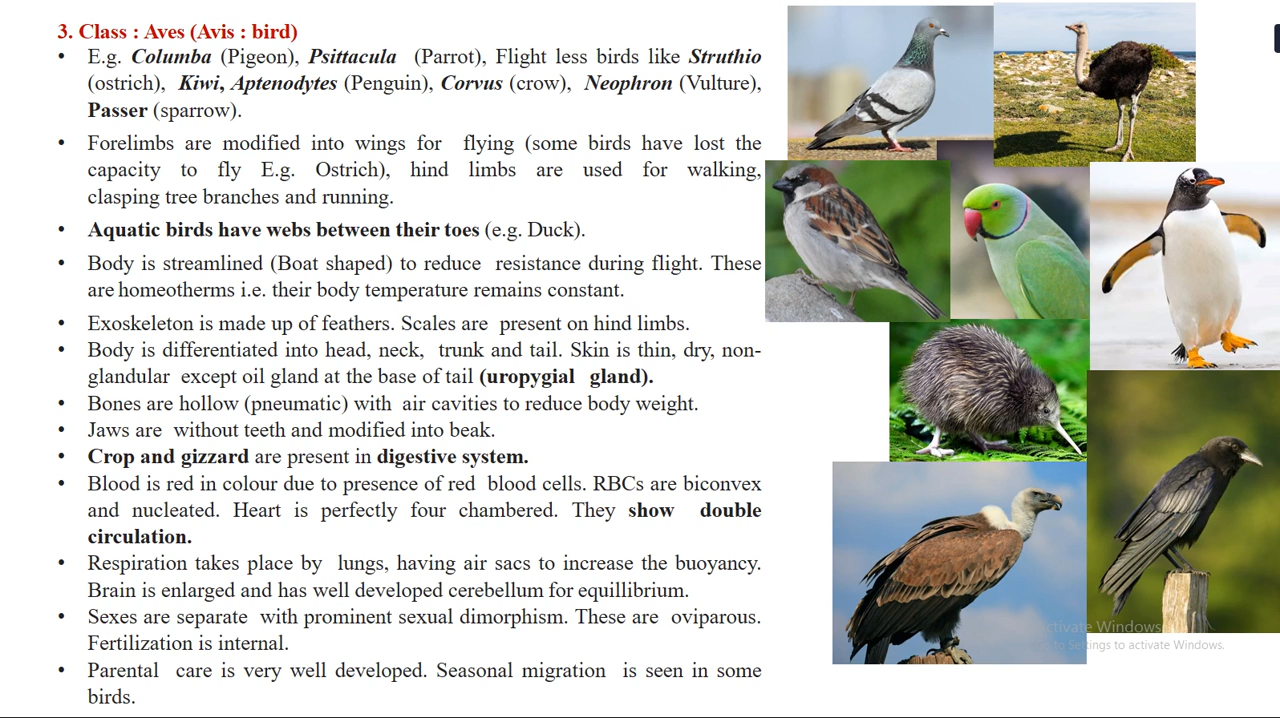 3. Class : Aves (Avis : bird)
• E.g. Columba (Pigeon), Psittacula (Parrot), Flight less birds like Struthio
(ostrich), Kiwi, Aptenodytes (Penguin), Corvus (crow), Neophron (Vulture),
Passer (sparrow).
• Forelimbs are modified into wings for flying (some birds have lost the
capacity to fly E.g. Ostrich), hind limbs are used for walking,
clasping tree branches and running.
• Aquatic birds have webs between their toes (e.g. Duck).
• Body is streamlined (Boat shaped) to reduce resistance during flight. These
are homeotherms i.e. their body temperature remains constant.
• Exoskeleton is made up of feathers. Scales are present on hind limbs.
• Body is differentiated into head, neck, trunk and tail. Skin is thin, dry, non-
glandular except oil gland at the base of tail (uropygial gland).
• Bones are hollow (pneumatic) with air cavities to reduce body weight.
• Jaws are without teeth and modified into beak.
• Crop and gizzard are present in digestive system.
• Blood is red in colour due to presence of red blood cells. RBCs are biconvex
and nucleated. Heart is perfectly four chambered. They show double
circulation.
• Respiration takes place by lungs, having air sacs to increase the buoyancy.
Brain is enlarged and has well developed cerebellum for equillibrium.
• Sexes are separate with prominent sexual dimorphism. These are oviparous.
Fertilization is internal.
• Parental care is very well developed. Seasonal migration is seen in some
birds.
Activate Windows
to Settings to activate Windows.